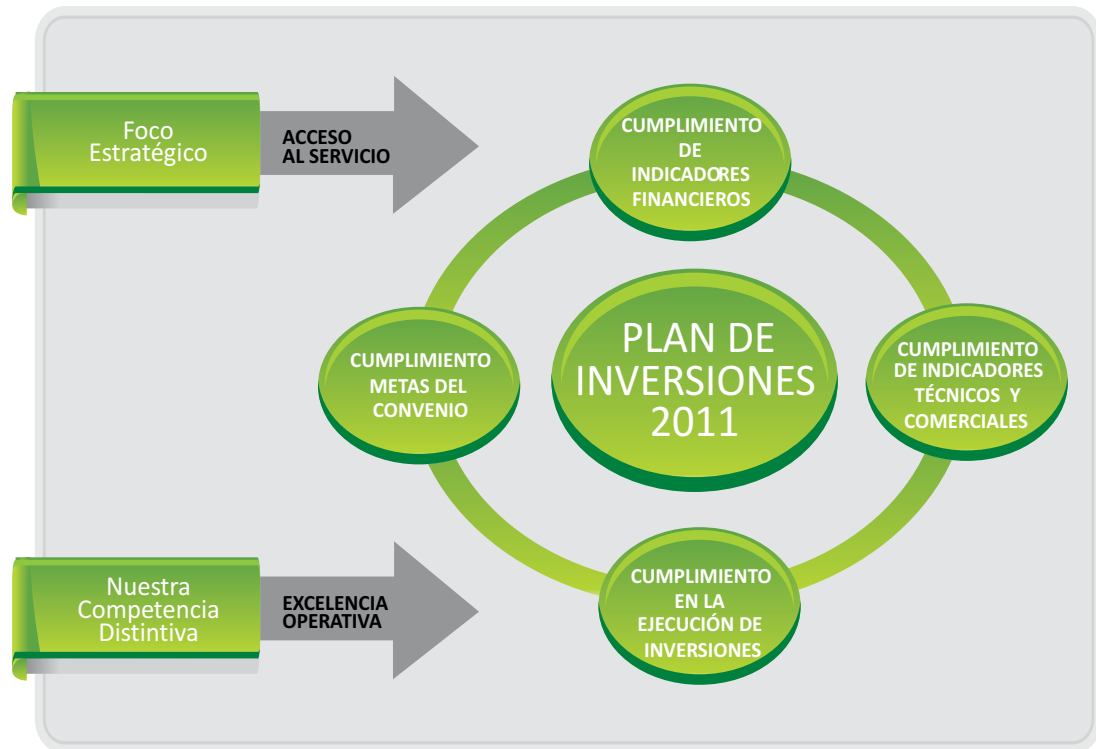 Foco
Estratégico
ACCESO
AL SERVICIO
CUMPLIMIENTO
DE
INDICADORES
FINANCIEROS
CUMPLIMIENTO
METAS DEL
CONVENIO
PLAN DE
INVERSIONES
2011
CUMPLIMIENTO
DE INDICADORES
TÉCNICOS Y
COMERCIALES
Nuestra
Competencia
Distintiva
EXCELENCIA
OPERATIVA
CUMPLIMIENTO
EN LA
EJECUCIÓN DE
INVERSIONES